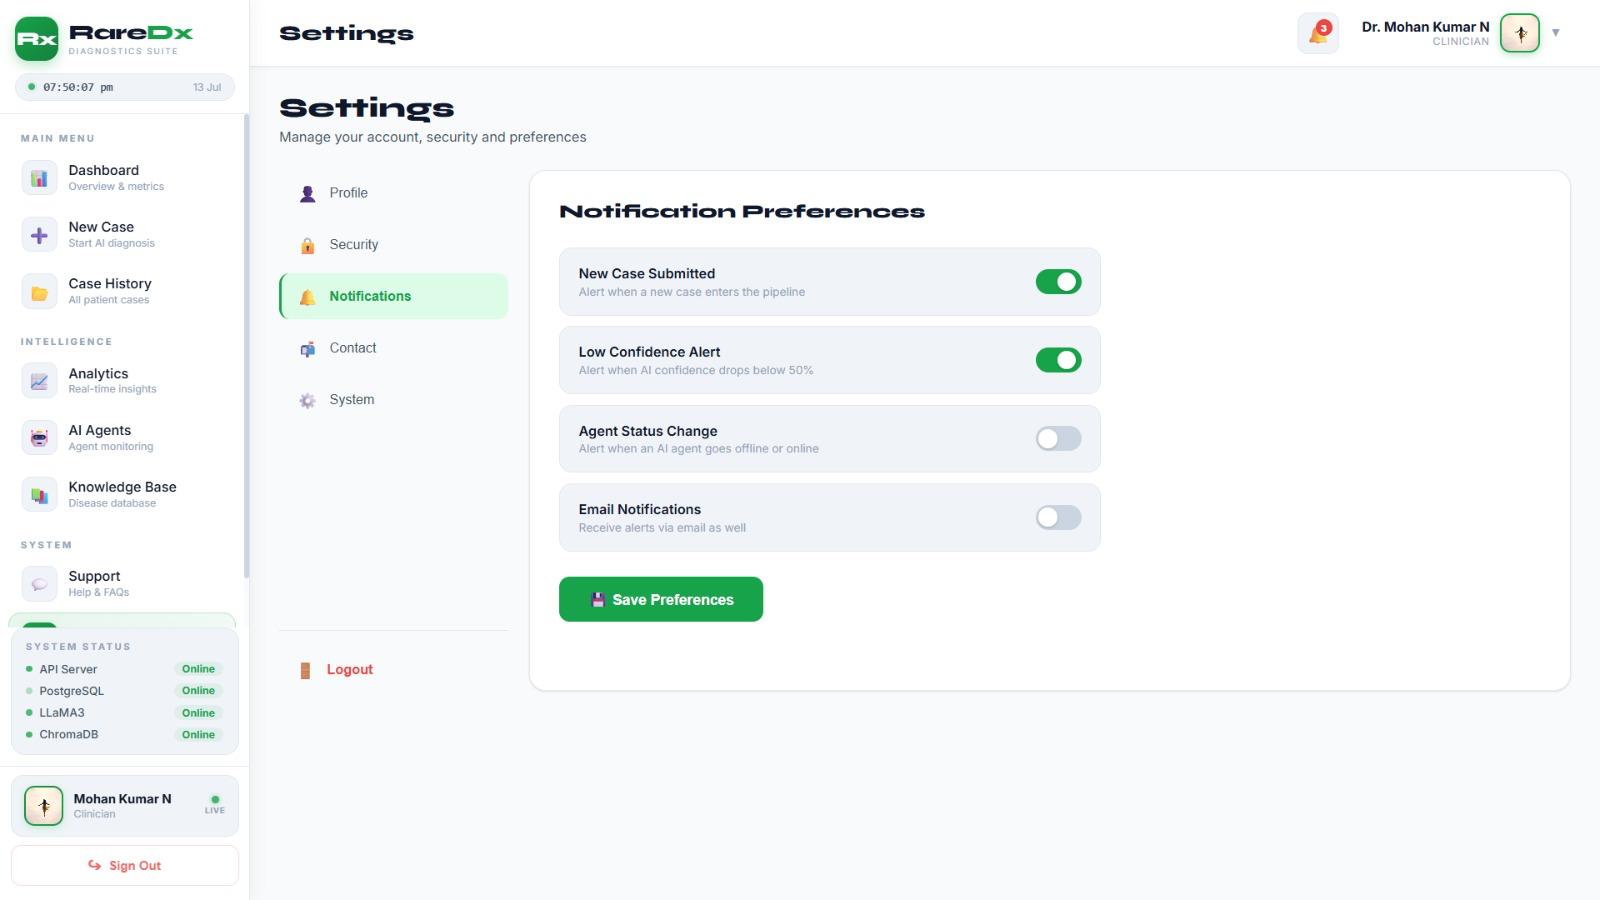 Rx
RareDx
DIAGNOSTICS SUITE
07:50:07 pm
13 Jul
MAIN MENU
Dashboard
Overview & metrics
New Case
Start AI diagnosis
Case History
All patient cases
INTELLIGENCE
Analytics
Real-time insights
AI Agents
Agent monitoring
Knowledge Base
Disease database
SYSTEM
Support
Help & FAQs
SYSTEM STATUS
API Server Online
PostgreSQL Online
LLaMA3 Online
ChromaDB Online
Mohan Kumar N
Clinician
LIVE
Sign Out
Settings
3
Dr. Mohan Kumar N
CLINICIAN
Settings
Manage your account, security and preferences
Profile
Security
Notifications
Contact
System
Logout
Notification Preferences
New Case Submitted
Alert when a new case enters the pipeline
Low Confidence Alert
Alert when AI confidence drops below 50%
Agent Status Change
Alert when an AI agent goes offline or online
Email Notifications
Receive alerts via email as well
Save Preferences